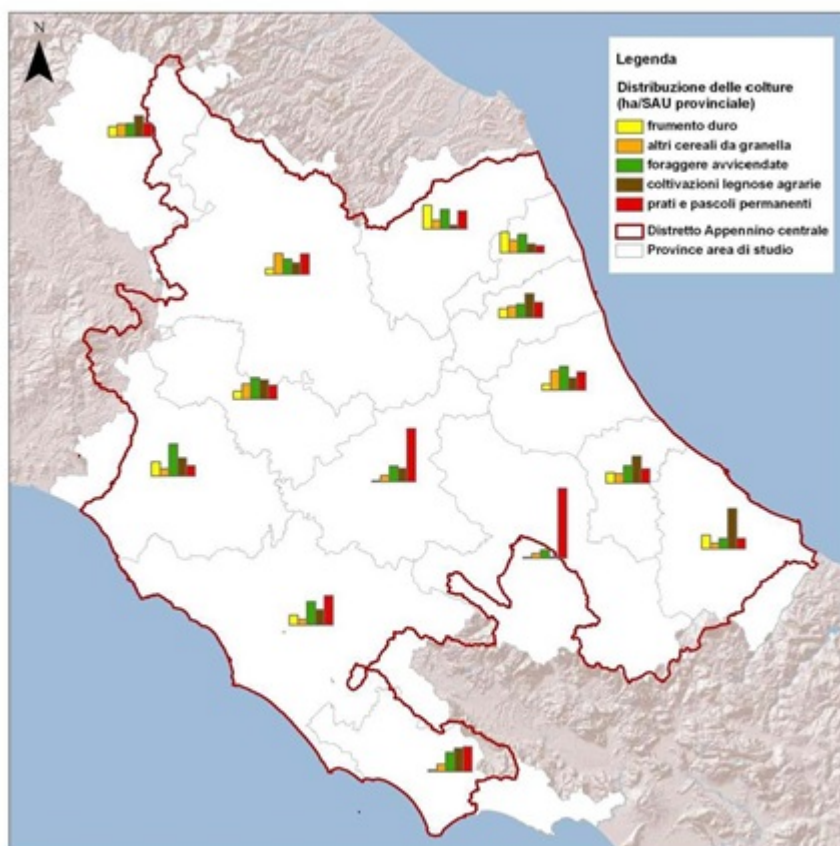 N
Legenda
Distribuzione delle colture
(ha/SAU provinciale)
frumento duro
altri cereali da granella
foraggere avvicendate
coltivazioni legnose agrarie
prati e pascoli permanenti
Distretto Appennino centrale
Province area di studio